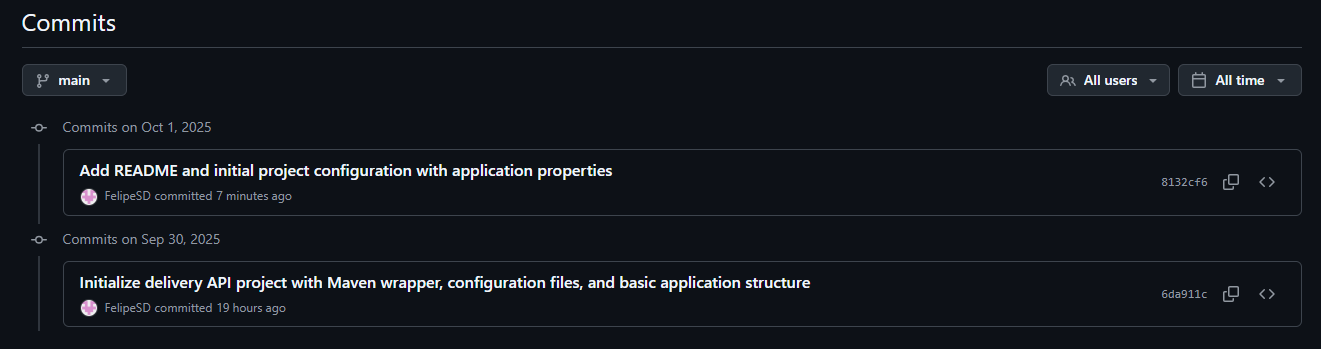 Commits
main
All users
All time
Commits on Oct 1, 2025
Add README and initial project configuration with application properties
8132cf6
FelipeSD committed 7 minutes ago
Commits on Sep 30, 2025
Initialize delivery API project with Maven wrapper, configuration files, and basic application structure
6da911c
FelipeSD committed 19 hours ago